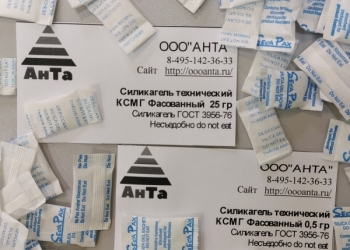 АнТа
ООО"АНТА"
8-495-142-36-33
Сайт http://oooanta.ru/
Силикагель технический
КСМГ Фасованный 25 гр
Силикагель ГОСТ 3956-76
Несъедобно do not eat
АнТа
ООО"АНТА"
8-495-142-36-33
Сайт http://oooanta.ru/
Силикагель технический
КСМГ Фасованный 0,5 гр
Силикагель ГОСТ 3956-76
Несъедобно do not eat